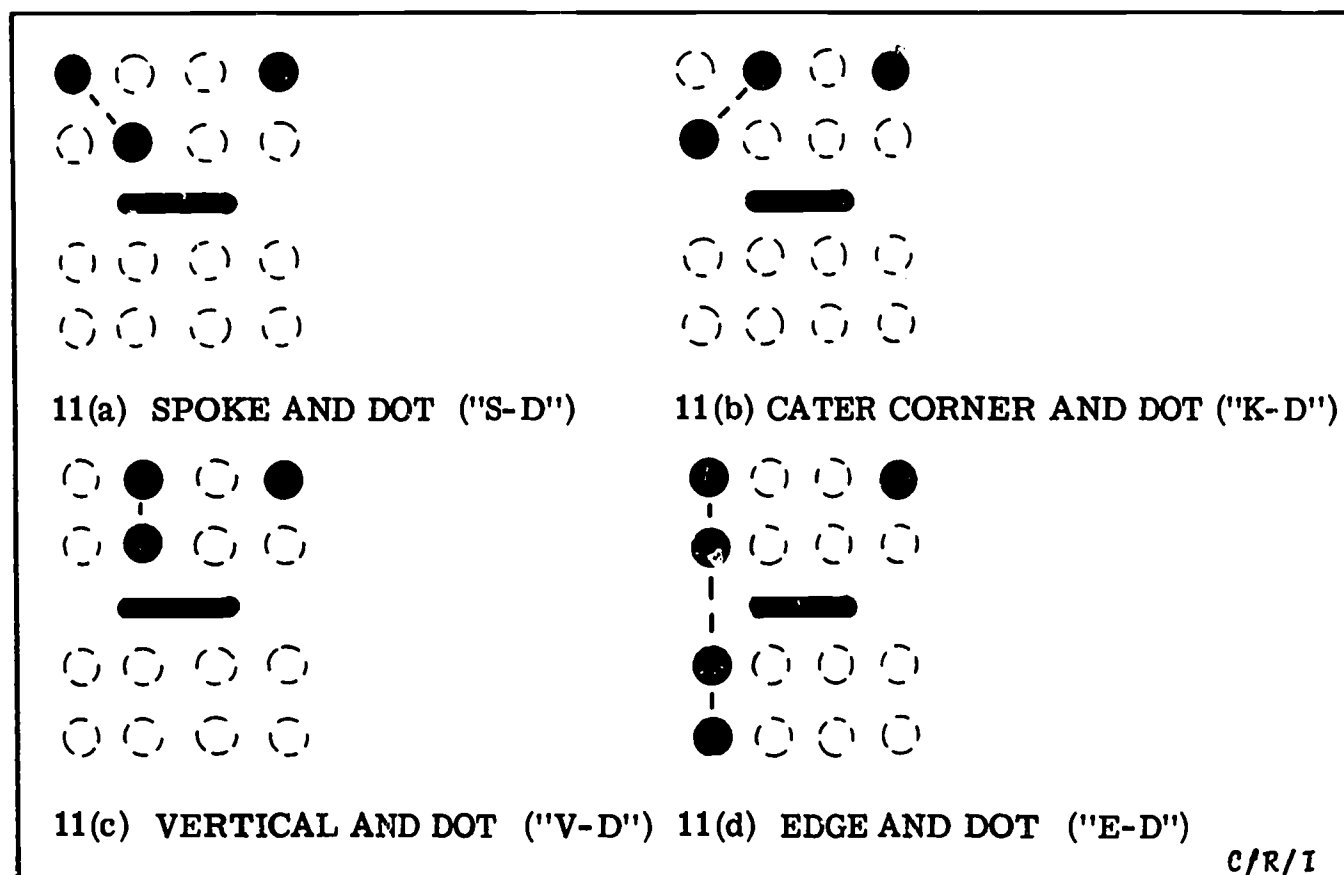 11(a) SPOKE AND DOT ("S-D")
11(b) CATER CORNER AND DOT ("K-D")
11(c) VERTICAL AND DOT ("V-D")
11(d) EDGE AND DOT ("E-D")
C/R/I